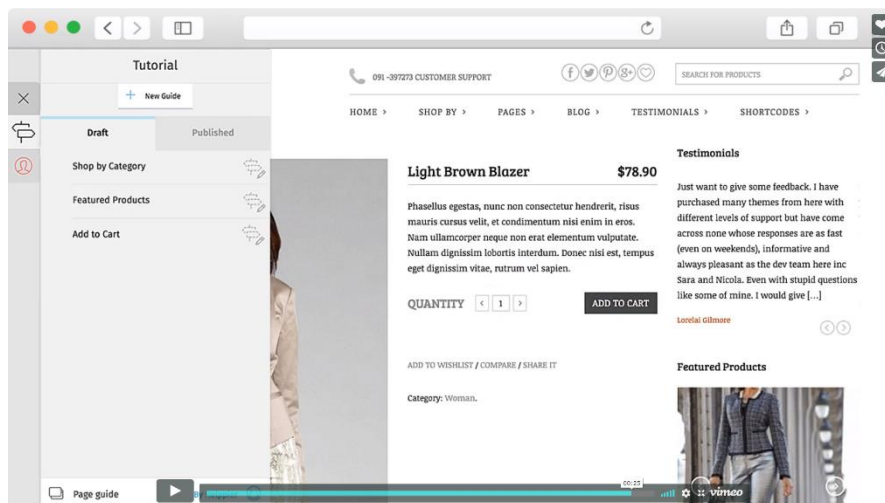 Tutorial
+ New Guide
Draft
Published
Shop by Category
Featured Products
Add to Cart
Page guide
By
091 -397273 CUSTOMER SUPPORT
SEARCH FOR PRODUCTS
HOME >
SHOP BY >
PAGES >
BLOG >
TESTIMONIALS >
SHORTCODES >
Light Brown Blazer
$78.90
Phasellus egestas, nunc non consectetur hendrerit, risus
mauris cursus velit, et condimentum nisi enim in eros.
Nam ullamcorper neque non erat elementum vulputate.
Nullam dignissim lobortis interdum. Donec nisi est, tempus
eget dignissim vitae, rutrum vel sapien.
QUANTITY
< 1 >
ADD TO CART
ADD TO WISHLIST / COMPARE / SHARE IT
Category: Woman.
Testimonials
Just want to give some feedback. I have
purchased many themes from here with
different levels of support but have come
across none whose responses are as fast
(even on weekends), informative and
always pleasant as the dev team here inc
Sara and Nicola. Even with stupid questions
like some of mine. I would give [...]
Lorelai Gilmore
Featured Products
00:25
vimeo